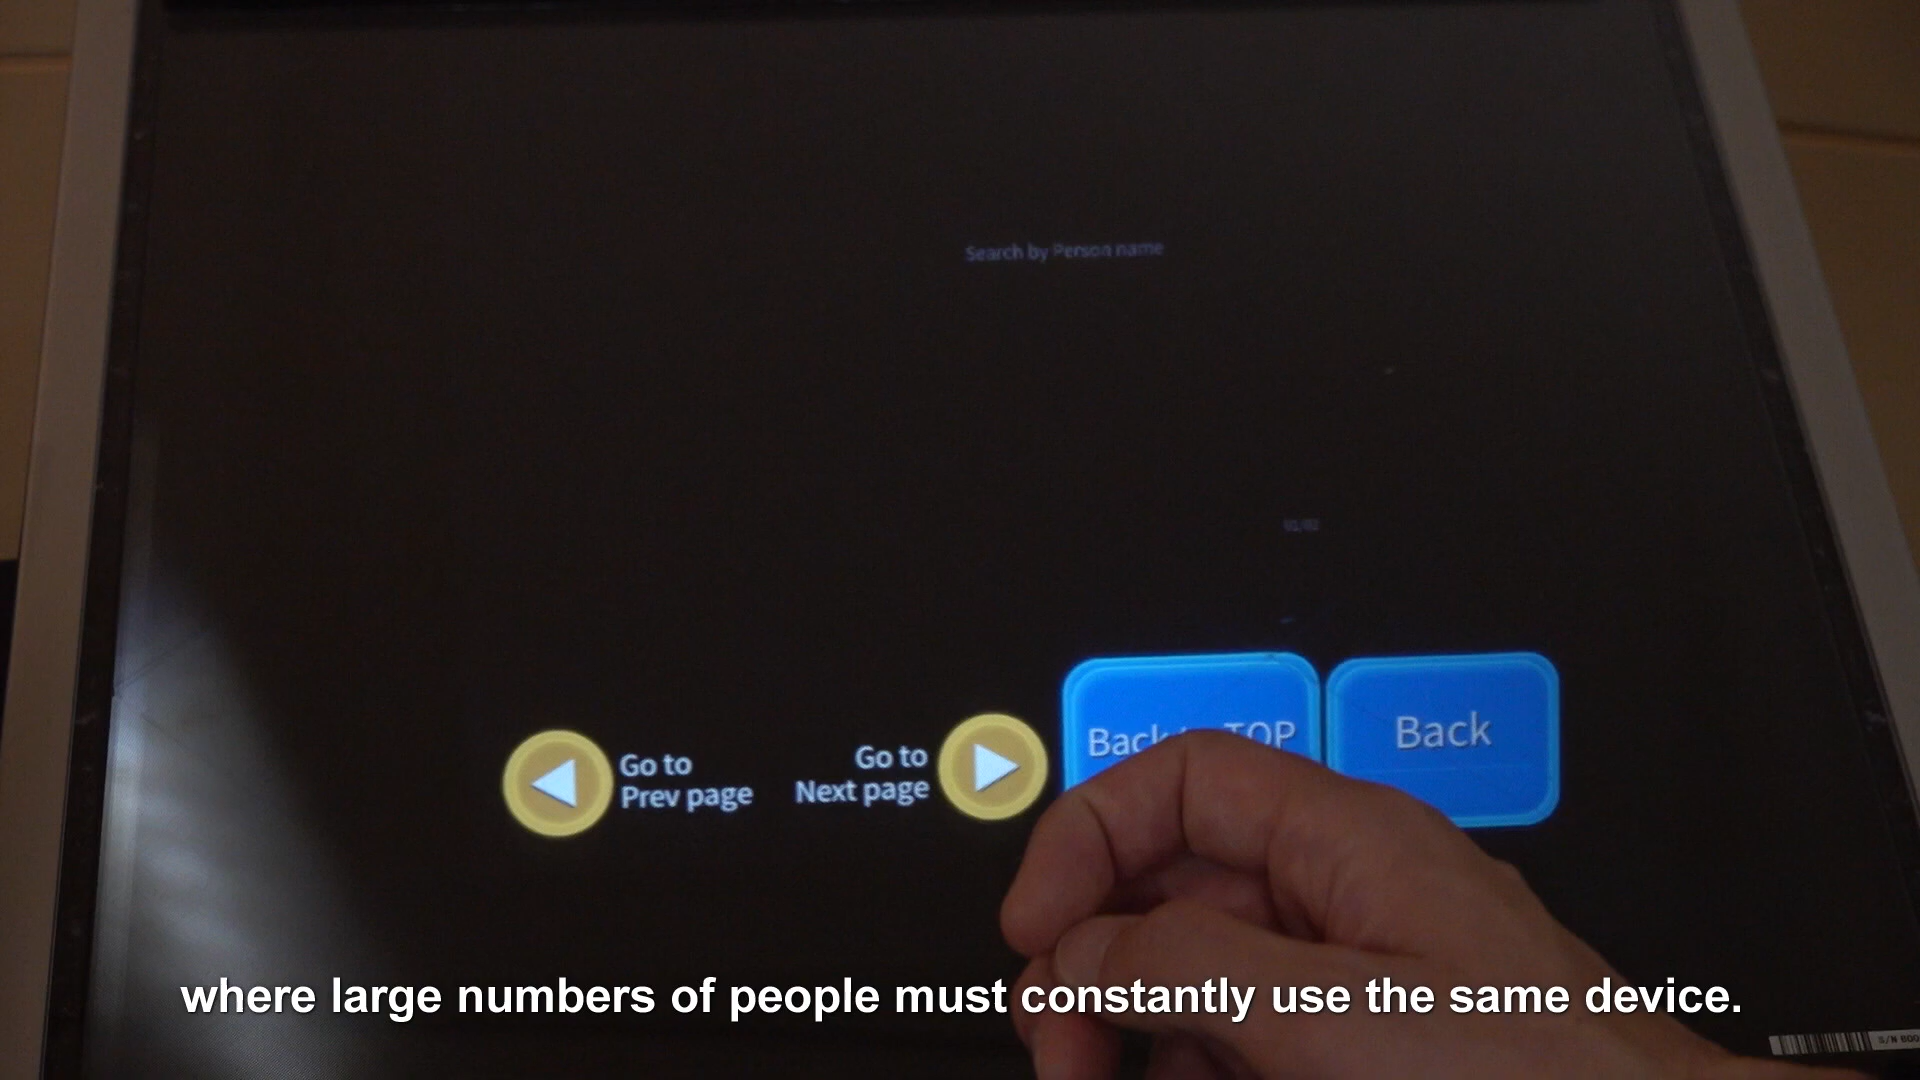 Search by Person name
Go to
Prev page
Go to
Next page
Back TOP
Back
where large numbers of people must constantly use the same device.
S/N 800